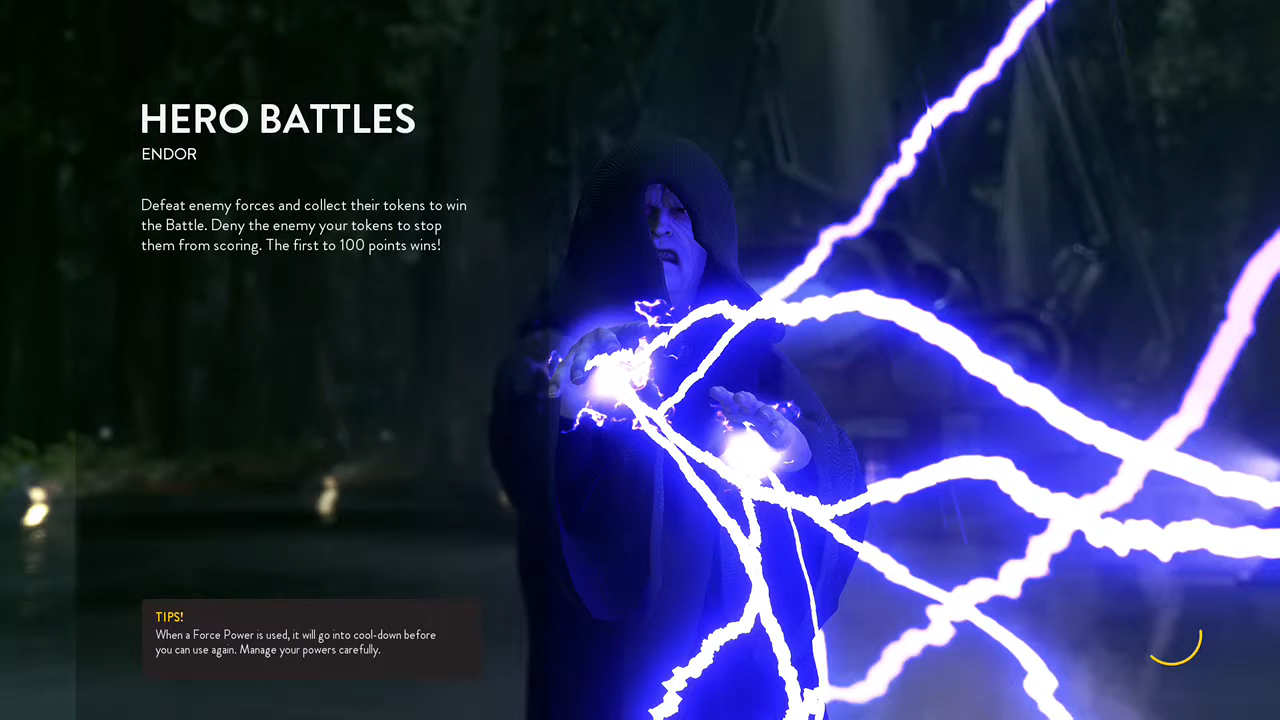 HERO BATTLES
ENDOR
Defeat enemy forces and collect their tokens to win
the Battle. Deny the enemy your tokens to stop
them from scoring. The first to 100 points wins!
TIPS!
When a Force Power is used, it will go into cool-down before
you can use again. Manage your powers carefully.